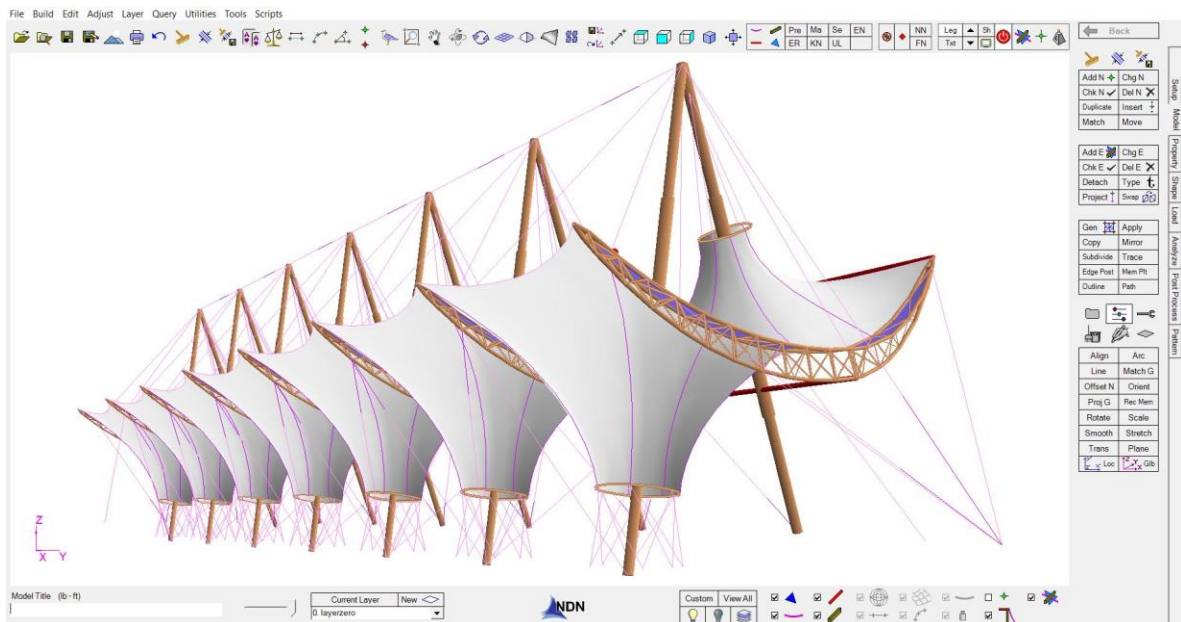 File Build Edit Adjust Layer Query Utilities Tools Scripts
Pre Ma Se EN
ER KN UL
NN
FN
Leg Sh
Txt
Back
Add N Chg N
Chk N Del N
Duplicate Insert
Match Move
Add E Chg E
Chk E Del E
Detach Type
Project Swap
Gen Apply
Copy Mirror
Subdivide Trace
Edge Post Mem Plt
Outline Path
Align Arc
Line Match G
Offset N Orient
Proj G Rec Mem
Rotate Scale
Smooth Stretch
Trans Plane
Loc Glb
Setup
Model
Property
Shape
Load
Analyze
Post Process
Pattern
Z
X Y
Model Title (lb - ft)
Current Layer New
0. layerzero
NDN
Custom View All